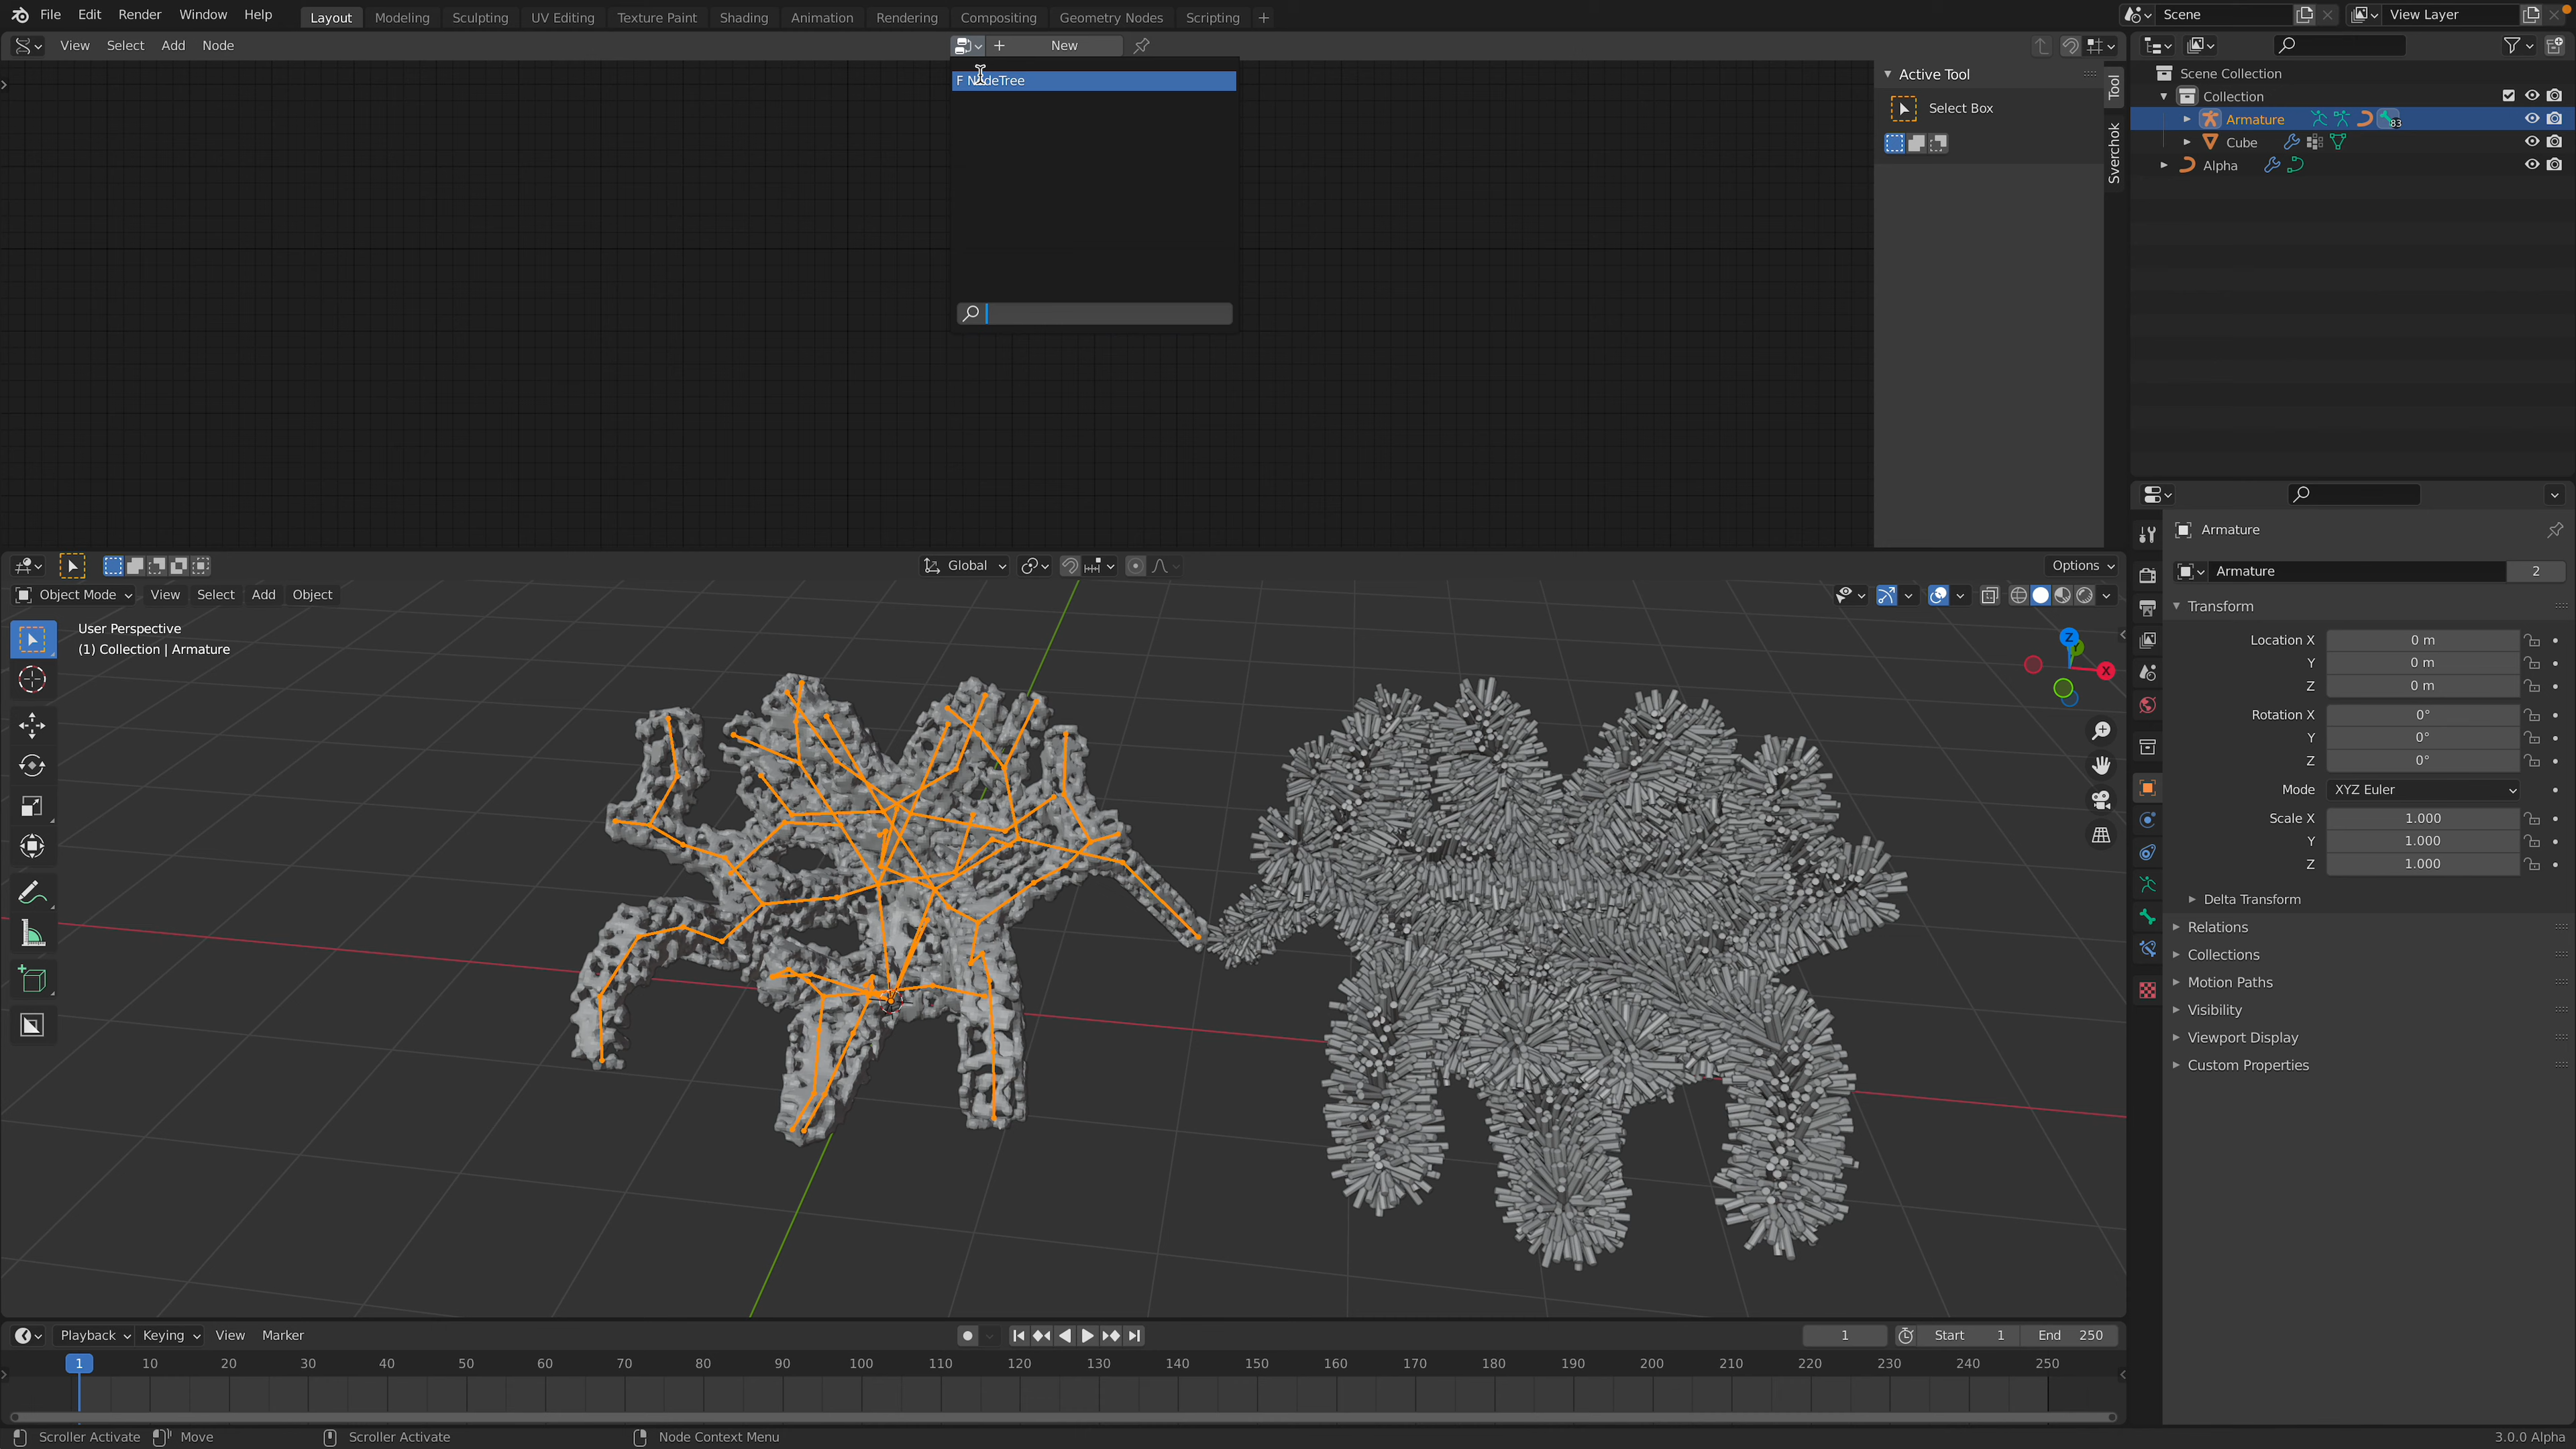 File Edit Render Window Help Layout Modeling Sculpting UV Editing Texture Paint Shading Animation Rendering Compositing Geometry Nodes Scripting + Scene View Layer
View Select Add Node + New
F NodeTree
Active Tool
Select Box
Tool
Sverchok
Scene Collection
Collection
Armature 83
Cube
Alpha
Global Options
Object Mode View Select Add Object
User Perspective
(1) Collection | Armature
Z
Y
X
Armature
Armature 2
Transform
Location X 0 m
Y 0 m
Z 0 m
Rotation X 0°
Y 0°
Z 0°
Mode XYZ Euler
Scale X 1.000
Y 1.000
Z 1.000
Delta Transform
Relations
Collections
Motion Paths
Visibility
Viewport Display
Custom Properties
Playback Keying View Marker 1 Start 1 End 250
1 10 20 30 40 50 60 70 80 90 100 110 120 130 140 150 160 170 180 190 200 210 220 230 240 250
Scroller Activate Move Scroller Activate Node Context Menu 3.0.0 Alpha